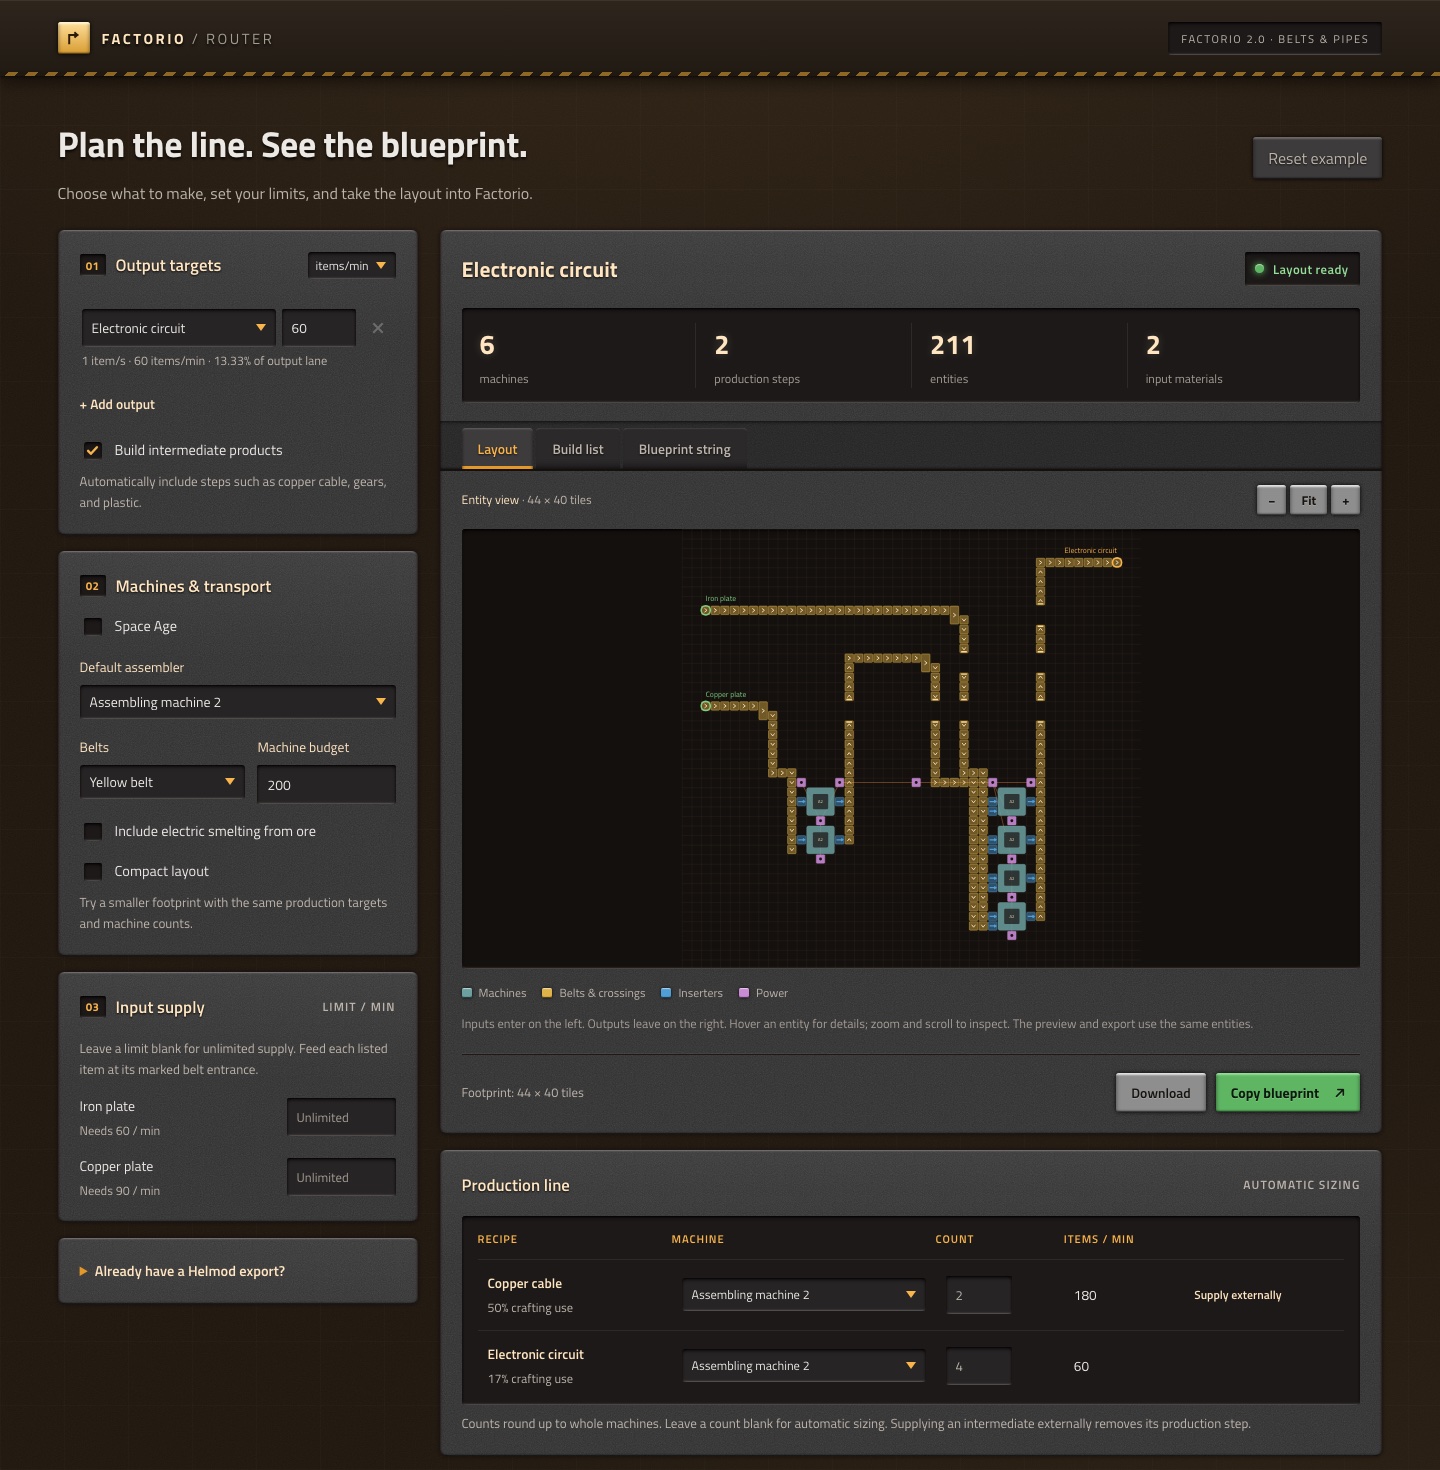 FACTORIO / ROUTER
FACTORIO 2.0 · BELTS & PIPES
Plan the line. See the blueprint.
Choose what to make, set your limits, and take the layout into Factorio.
Reset example
01 Output targets
items/min
Electronic circuit
60
1 item/s · 60 items/min · 13.33% of output lane
+ Add output
Build intermediate products
Automatically include steps such as copper cable, gears,
and plastic.
02 Machines & transport
Space Age
Default assembler
Assembling machine 2
Belts
Machine budget
Yellow belt
200
Include electric smelting from ore
Compact layout
Try a smaller footprint with the same production targets
and machine counts.
03 Input supply
LIMIT / MIN
Leave a limit blank for unlimited supply. Feed each listed
item at its marked belt entrance.
Iron plate
Needs 60 / min
Unlimited
Copper plate
Needs 90 / min
Unlimited
Already have a Helmod export?
Electronic circuit
Layout ready
6
machines
2
production steps
211
entities
2
input materials
Layout
Build list
Blueprint string
Entity view · 44 × 40 tiles
−
Fit
+
Electronic circuit
Iron plate
Copper plate
Machines
Belts & crossings
Inserters
Power
Inputs enter on the left. Outputs leave on the right. Hover an entity for details; zoom and scroll to inspect. The preview and export use the same entities.
Footprint: 44 × 40 tiles
Download
Copy blueprint
Production line
AUTOMATIC SIZING
RECIPE
MACHINE
COUNT
ITEMS / MIN
Copper cable
50% crafting use
Assembling machine 2
2
180
Supply externally
Electronic circuit
17% crafting use
Assembling machine 2
4
60
Counts round up to whole machines. Leave a count blank for automatic sizing. Supplying an intermediate externally removes its production step.